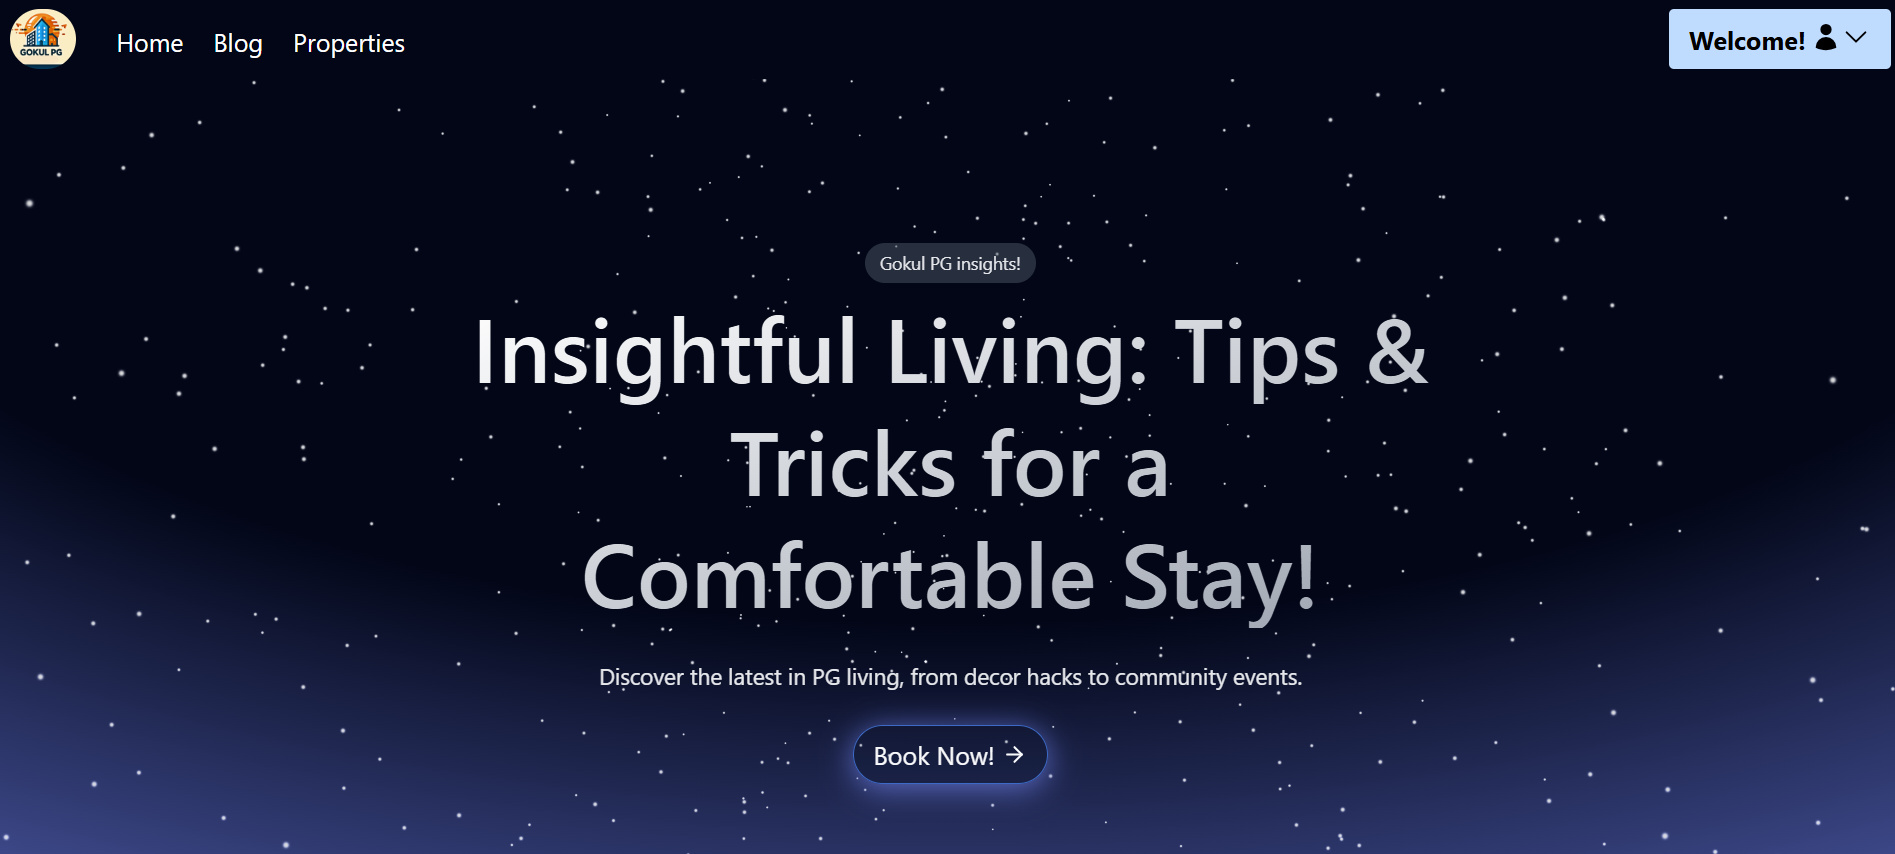 GOKUL PG
Home Blog Properties
Welcome!
Gokul PG insights!
Insightful Living: Tips &
Tricks for a
Comfortable Stay!
Discover the latest in PG living, from decor hacks to community events.
Book Now!